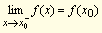 lim f(x) = f(x₀)
x→x₀⁻